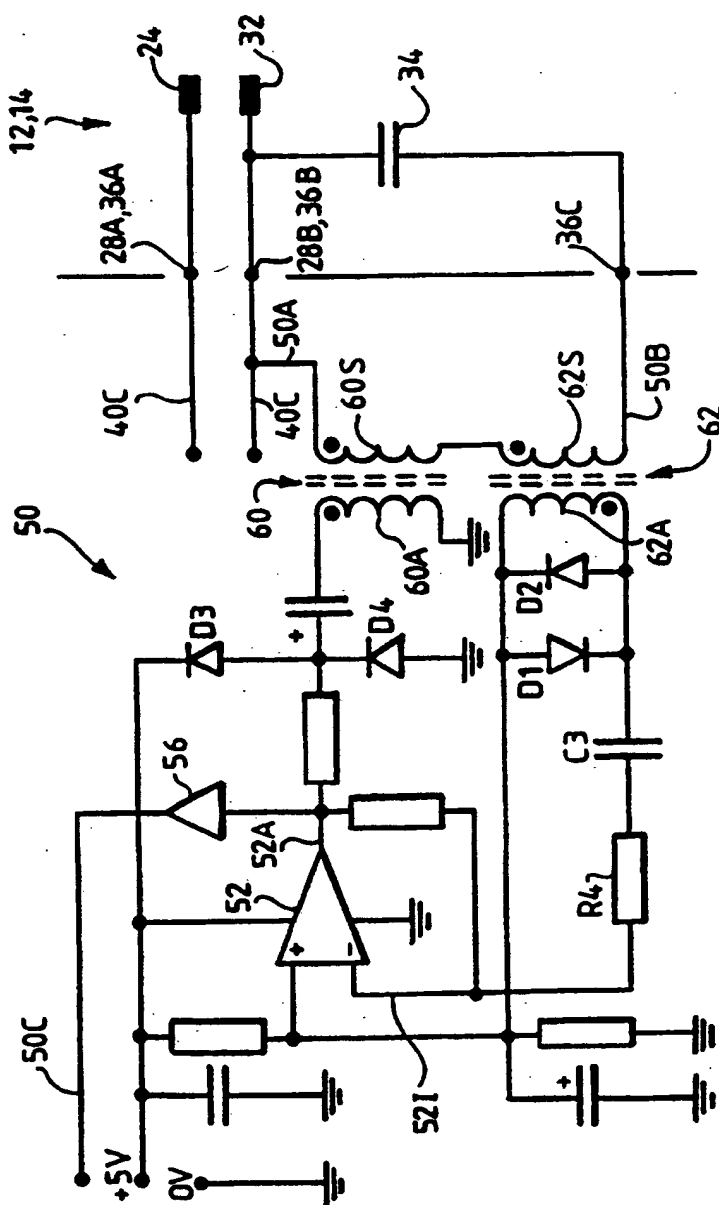 12,14
50
50C
28A,36A
40C
+5V
24
56
0V
D3
52
52A
60
32
40C
50A
+
+
-
D4
28B,36B
60S
60A
34
52I
D1
D2
62S
62A
36C
C3
R4
50B
+
62